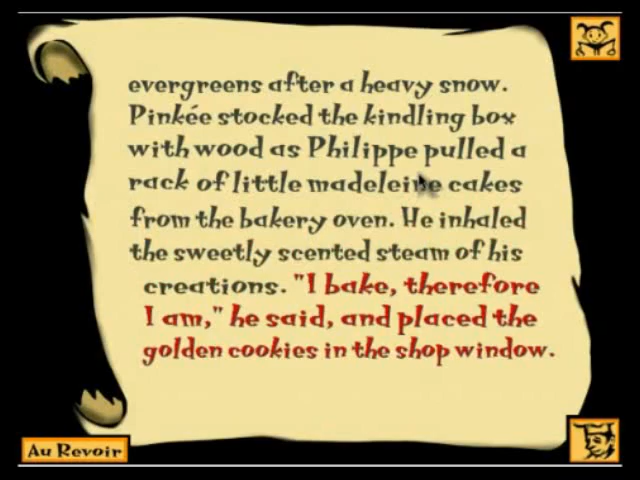 evergreens after a heavy snow.
Pinkée stocked the kindling box
with wood as Philippe pulled a
rack of little madeleine cakes
from the bakery oven. He inhaled
the sweetly scented steam of his
creations. "I bake, therefore
I am," he said, and placed the
golden cookies in the shop window.
Au Revoir